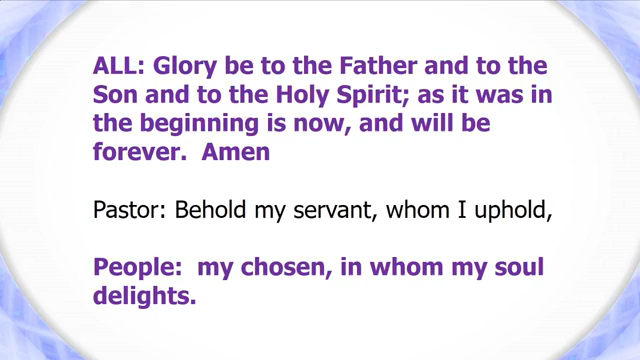 ALL: Glory be to the Father and to the
Son and to the Holy Spirit; as it was in
the beginning is now, and will be
forever.  Amen
Pastor: Behold my servant, whom I uphold,
People:  my chosen, in whom my soul
delights.